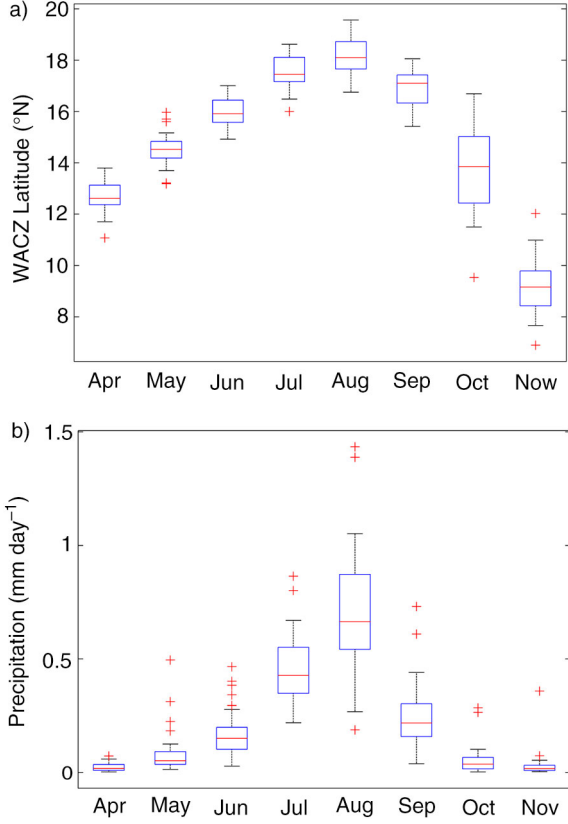 a)
WACZ Latitude (°N)
20
18
16
14
12
10
8
Apr May Jun Jul Aug Sep Oct Now
b)
Precipitation (mm day⁻¹)
1.5
1
0.5
0
Apr May Jun Jul Aug Sep Oct Nov